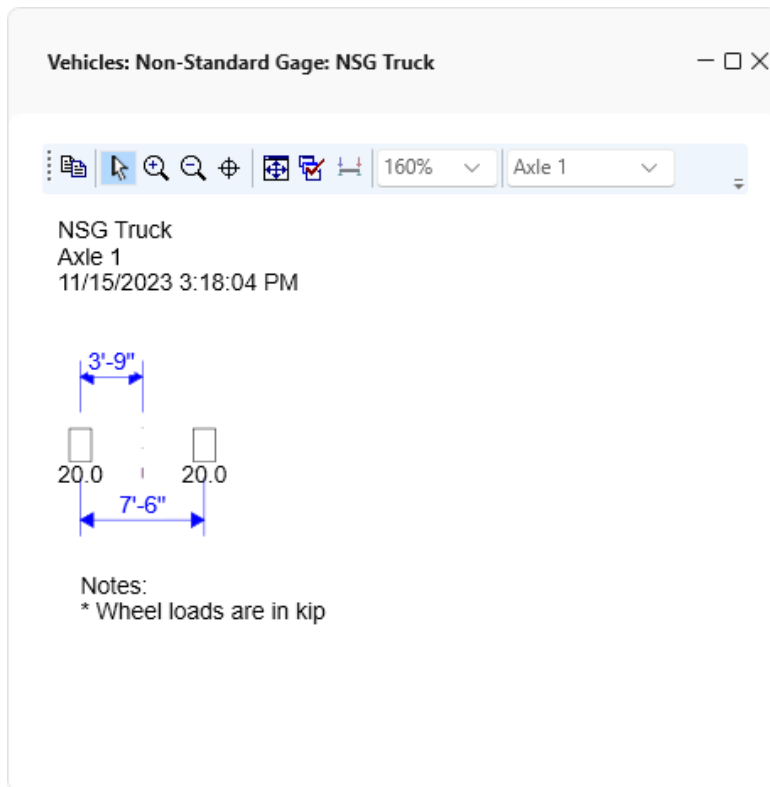 Vehicles: Non-Standard Gage: NSG Truck
160%
Axle 1
NSG Truck
Axle 1
11/15/2023 3:18:04 PM
3'-9"
20.0
20.0
7'-6"
Notes:
* Wheel loads are in kip